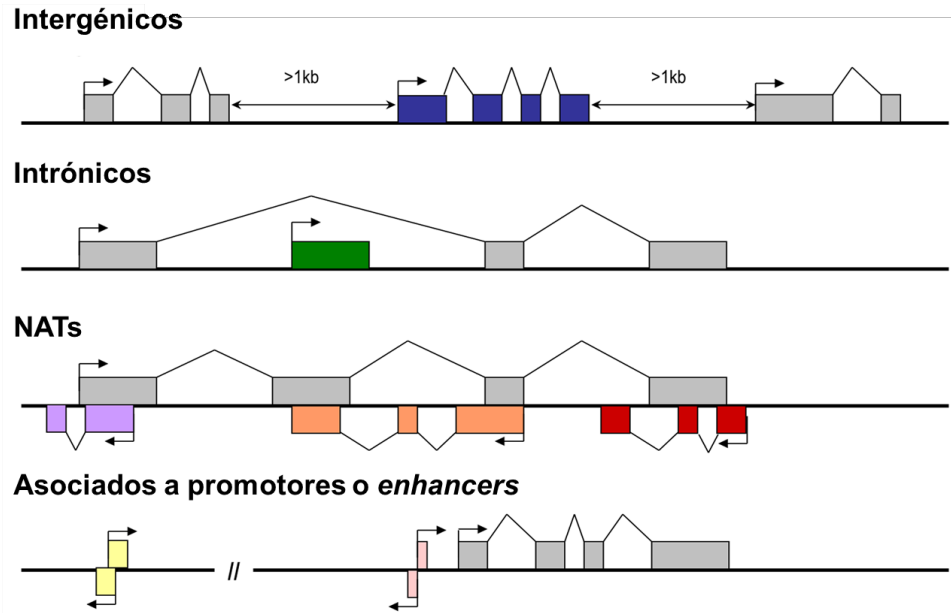 Intergénicos
>1kb
>1kb
Intrónicos
NATs
Asociados a promotores o enhancers
//